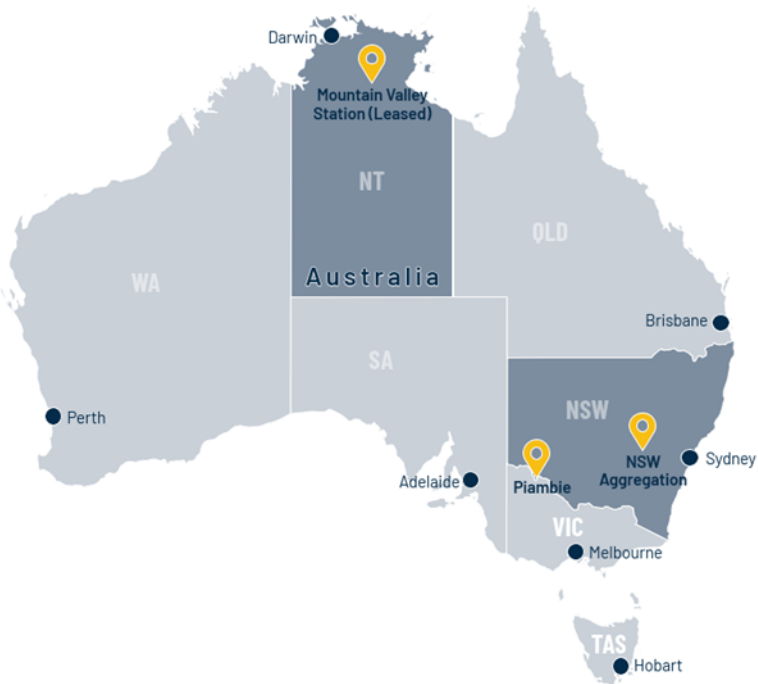 Darwin
Mountain Valley
Station (Leased)
NT
QLD
Australia
WA
Brisbane
SA
NSW
Perth
NSW
Aggregation
Sydney
Adelaide
Piambie
VIC
Melbourne
TAS
Hobart